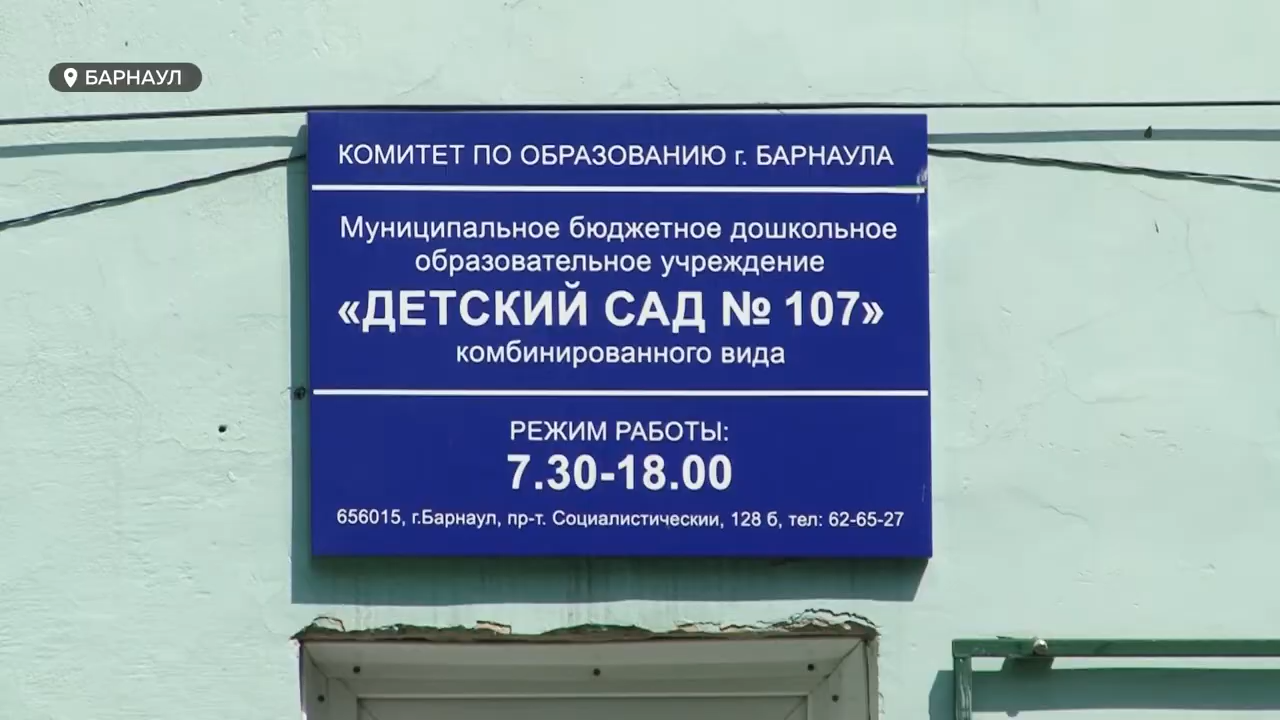 БАРНАУЛ
КОМИТЕТ ПО ОБРАЗОВАНИЮ г. БАРНАУЛА
Муниципальное бюджетное дошкольное
образовательное учреждение
«ДЕТСКИЙ САД № 107»
комбинированного вида
РЕЖИМ РАБОТЫ:
7.30-18.00
656015, г.Барнаул, пр-т. Социалистическии, 128 б, тел: 62-65-27